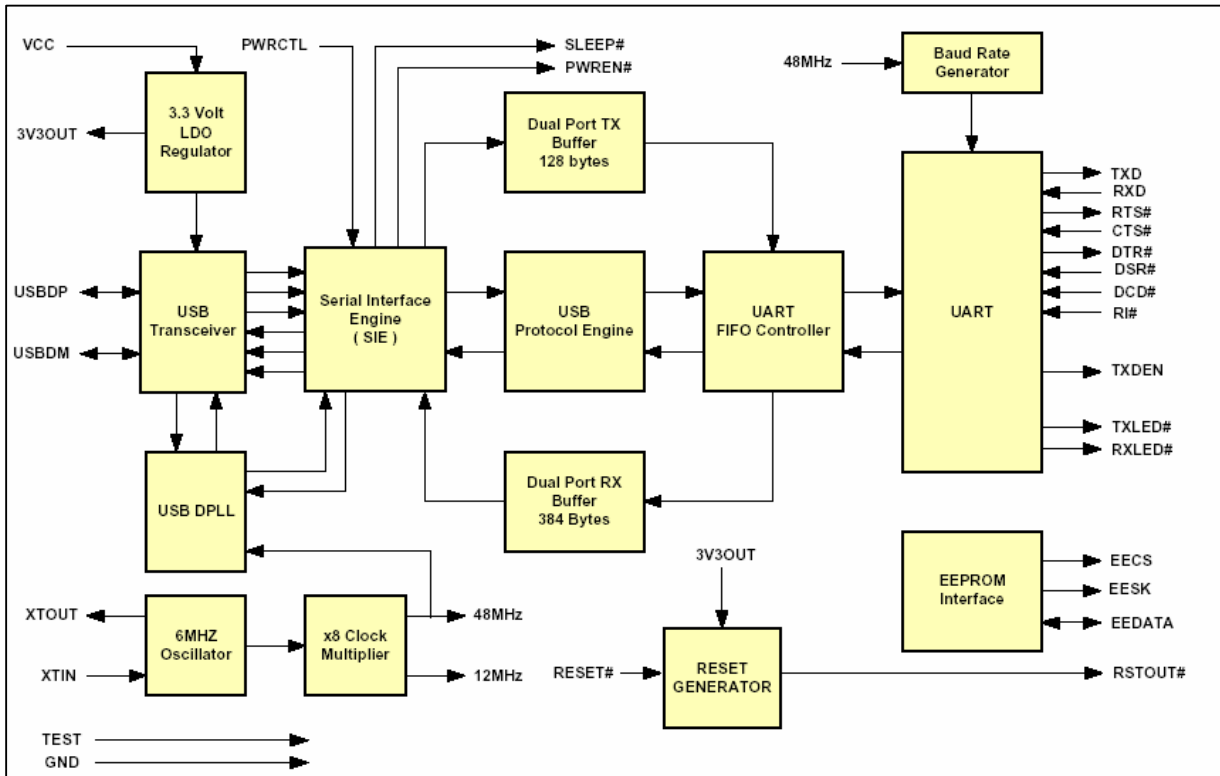 VCC
PWRCTL
SLEEP#
PWREN#
48MHz
Baud Rate
Generator
3V3OUT
3.3 Volt
LDO
Regulator
Dual Port TX
Buffer
128 bytes
USBDP
USBDM
USB
Transceiver
Serial Interface
Engine
( SIE )
USB
Protocol Engine
UART
FIFO Controller
UART
TXD
RXD
RTS#
CTS#
DTR#
DSR#
DCD#
RI#
TXDEN
TXLED#
RXLED#
USB DPLL
Dual Port RX
Buffer
384 Bytes
3V3OUT
EEPROM
Interface
EECS
EESK
EEDATA
XTOUT
XTIN
6MHZ
Oscillator
x8 Clock
Multiplier
48MHz
12MHz
RESET#
RESET
GENERATOR
RSTOUT#
TEST
GND